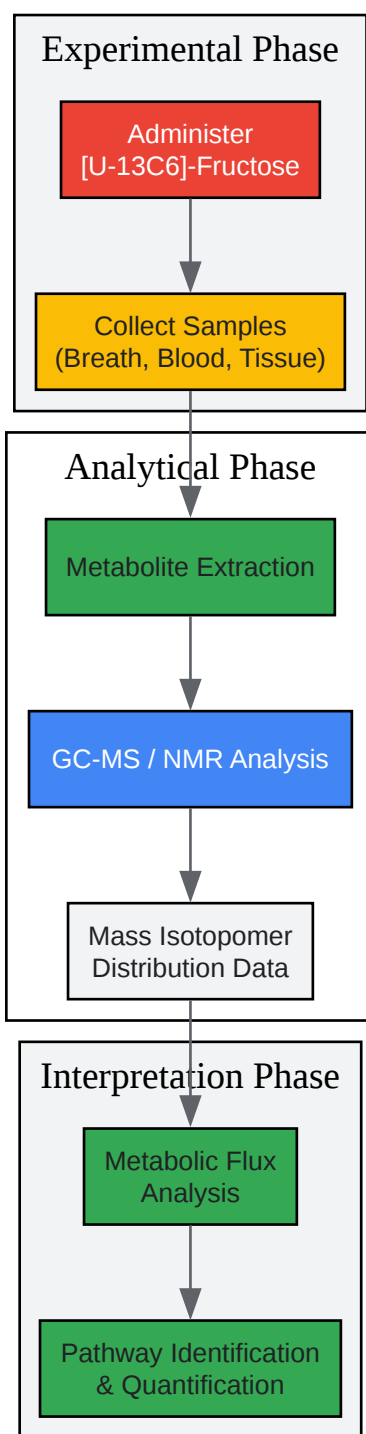 Experimental Phase
Administer
[U-13C6]-Fructose
Collect Samples
(Breath, Blood, Tissue)
Analytical Phase
Metabolite Extraction
GC-MS / NMR Analysis
Mass Isotopomer
Distribution Data
Interpretation Phase
Metabolic Flux
Analysis
Pathway Identification
& Quantification